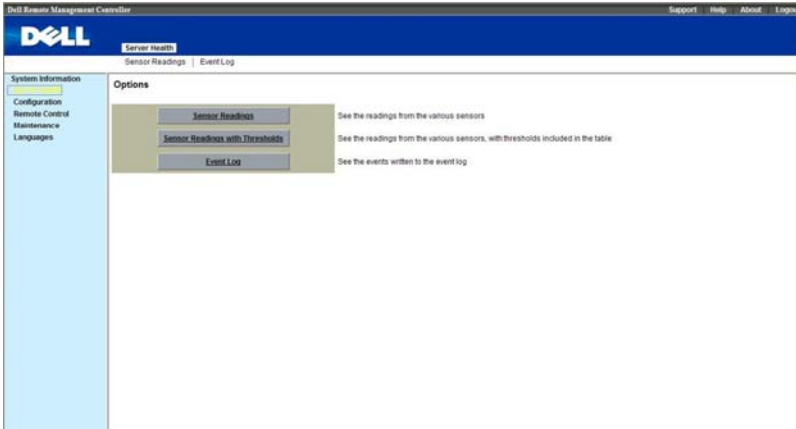 Dell Remote Management Controller
Support Help About Logout
DELL
Server Health
Sensor Readings | Event Log
System Information
Configuration
Remote Control
Maintenance
Languages
Options
Sensor Readings See the readings from the various sensors
Sensor Readings with Thresholds See the readings from the various sensors, with thresholds included in the table
Event Log See the events written to the event log